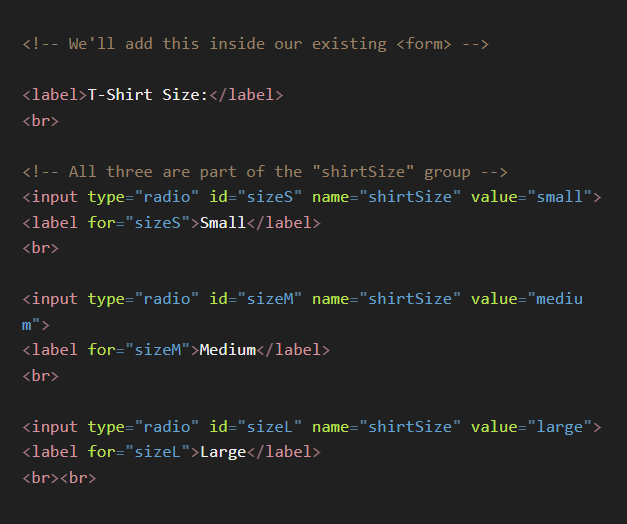 <!-- We'll add this inside our existing <form> -->
<label>T-Shirt Size:</label>
<br>
<!-- All three are part of the "shirtSize" group -->
<input type="radio" id="sizeS" name="shirtSize" value="small">
<label for="sizeS">Small</label>
<br>
<input type="radio" id="sizeM" name="shirtSize" value="mediu
m">
<label for="sizeM">Medium</label>
<br>
<input type="radio" id="sizeL" name="shirtSize" value="large">
<label for="sizeL">Large</label>
<br><br>